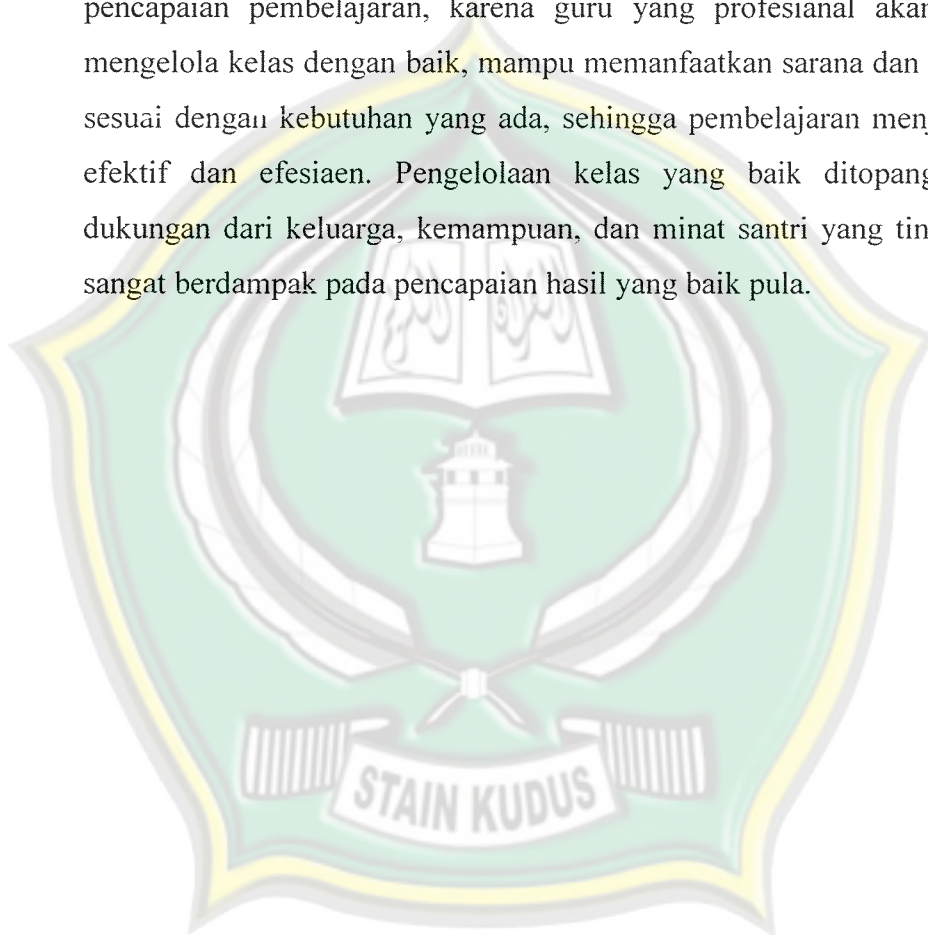 pencapaian pembelajaran, karena guru yang profesianal akan
mengelola kelas dengan baik, mampu memanfaatkan sarana dan
sesuai dengan kebutuhan yang ada, sehingga pembelajaran menj
efektif dan efesiaen. Pengelolaan kelas yang baik ditopang
dukungan dari keluarga, kemampuan, dan minat santri yang tin
sangat berdampak pada pencapaian hasil yang baik pula.
STAIN KUDUS